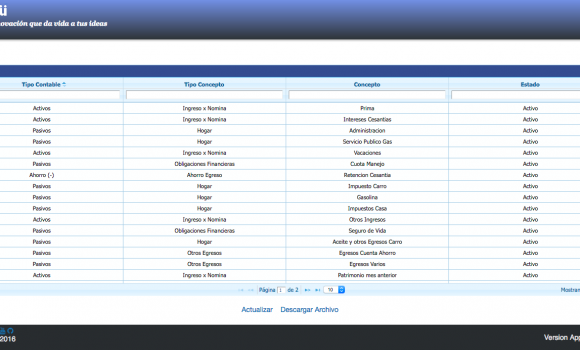 ü
ovación que da vida a tus ideas
Tipo Contable Tipo Concepto Concepto Estado
Activos Ingreso x Nomina Prima Activo
Activos Ingreso x Nomina Intereses Cesantias Activo
Pasivos Hogar Administracion Activo
Pasivos Hogar Servicio Publico Gas Activo
Activos Ingreso x Nomina Vacaciones Activo
Pasivos Obligaciones Financieras Cuota Manejo Activo
Ahorro (-) Ahorro Egreso Retencion Cesantia Activo
Pasivos Hogar Impuesto Carro Activo
Pasivos Hogar Gasolina Activo
Pasivos Hogar Impuestos Casa Activo
Activos Ingreso x Nomina Otros Ingresos Activo
Pasivos Obligaciones Financieras Seguro de Vida Activo
Pasivos Hogar Aceite y otros Egresos Carro Activo
Pasivos Otros Egresos Egresos Cuenta Ahorro Activo
Pasivos Otros Egresos Egresos Varios Activo
Activos Ingreso x Nomina Patrimonio mes anterior Activo
Página 1 de 2 10 Mostran
Actualizar Descargar Archivo
2016 Version App